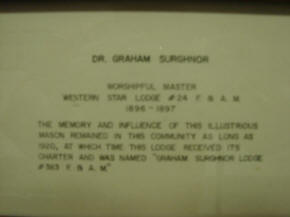 DR. GRAHAM SURGHNOR
WORSHIPFUL MASTER
WESTERN STAR LODGE #24 F. & A. M.
1896 - 1897
THE MEMORY AND INFLUENCE OF THIS ILLUSTRIOUS
MASON REMAINED IN THIS COMMUNITY AS LONG AS
1920, AT WHICH TIME THIS LODGE RECEIVED ITS
CHARTER AND WAS NAMED "GRAHAM SURGHNOR LODGE
#383 F. & A. M."